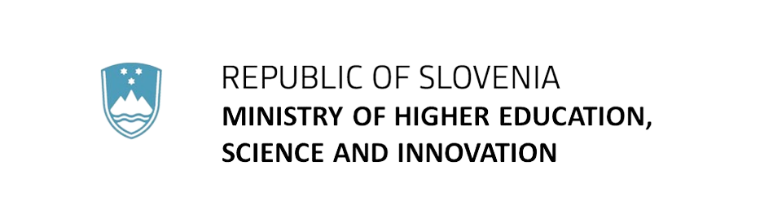 REPUBLIC OF SLOVENIA
MINISTRY OF HIGHER EDUCATION,
SCIENCE AND INNOVATION